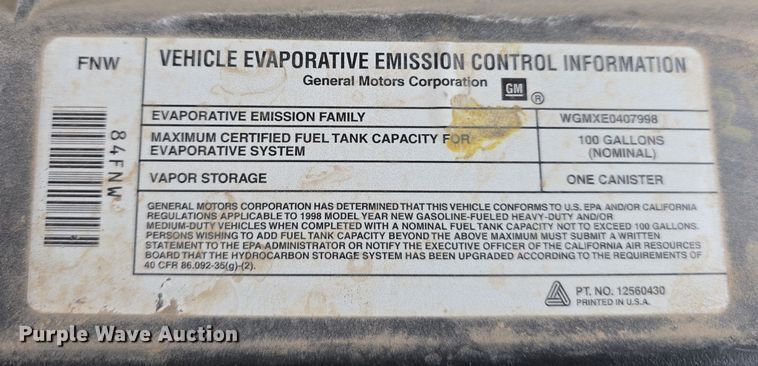 FNW
VEHICLE EVAPORATIVE EMISSION CONTROL INFORMATION
General Motors Corporation GM ®
EVAPORATIVE EMISSION FAMILY WGMXE0407998
MAXIMUM CERTIFIED FUEL TANK CAPACITY FOR
EVAPORATIVE SYSTEM
100 GALLONS
(NOMINAL)
VAPOR STORAGE ONE CANISTER
84FNW
GENERAL MOTORS CORPORATION HAS DETERMINED THAT THIS VEHICLE CONFORMS TO U.S. EPA AND/OR CALIFORNIA
REGULATIONS APPLICABLE TO 1998 MODEL YEAR NEW GASOLINE-FUELED HEAVY-DUTY AND/OR
MEDIUM-DUTY VEHICLES WHEN COMPLETED WITH A NOMINAL FUEL TANK CAPACITY NOT TO EXCEED 100 GALLONS.
PERSONS WISHING TO ADD FUEL TANK CAPACITY BEYOND THE ABOVE MAXIMUM MUST SUBMIT A WRITTEN
STATEMENT TO THE EPA ADMINISTRATOR OR NOTIFY THE EXECUTIVE OFFICER OF THE CALIFORNIA AIR RESOURCES
BOARD THAT THE HYDROCARBON STORAGE SYSTEM HAS BEEN UPGRADED ACCORDING TO THE REQUIREMENTS OF
40 CFR 86.092-35(g)-(2).
PT. NO. 12560430
PRINTED IN U.S.A.
Purple Wave Auction